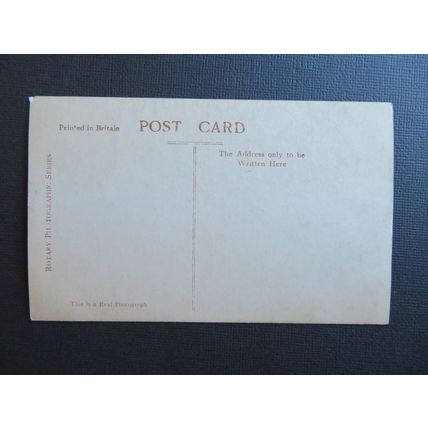 Printed in Britain
POST CARD
The Address only to be
Written Here
ROTARY PHOTOGRAPHIC SERIES
This is a Real Photograph